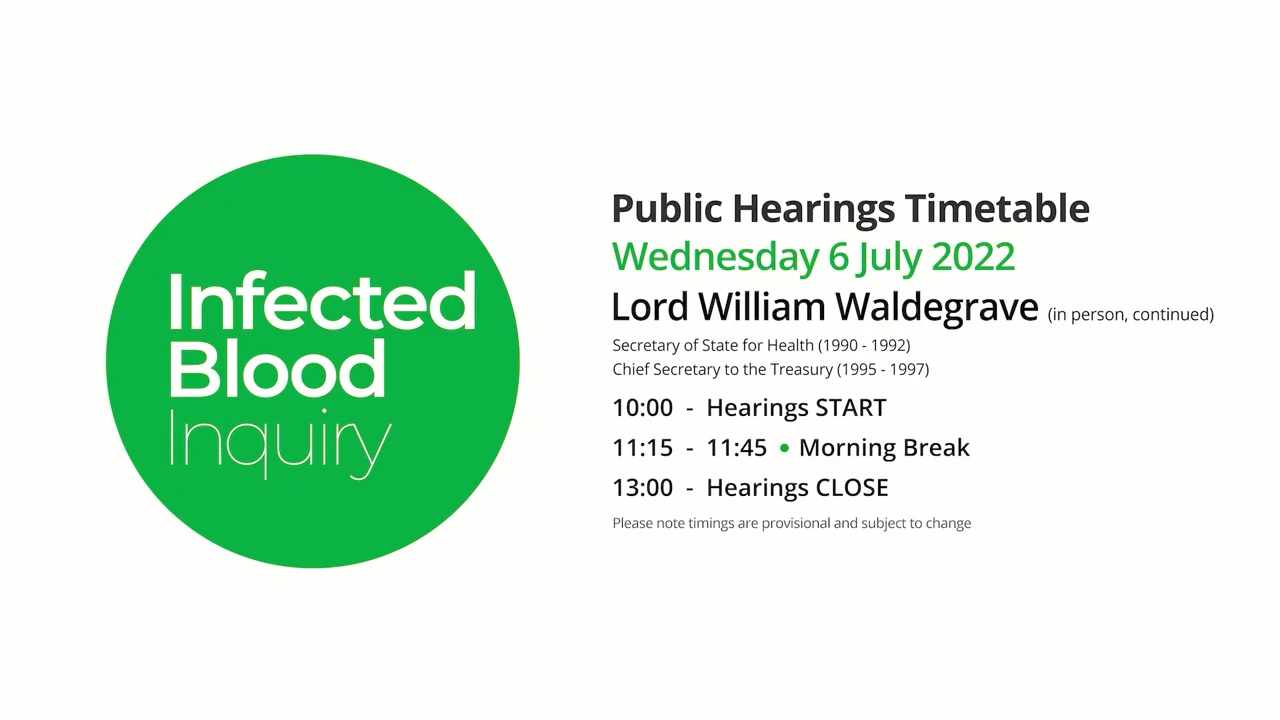 Infected
Blood
Inquiry
Public Hearings Timetable
Wednesday 6 July 2022
Lord William Waldegrave (in person, continued)
Secretary of State for Health (1990 - 1992)
Chief Secretary to the Treasury (1995 - 1997)
10:00 - Hearings START
11:15 - 11:45 • Morning Break
13:00 - Hearings CLOSE
Please note timings are provisional and subject to change